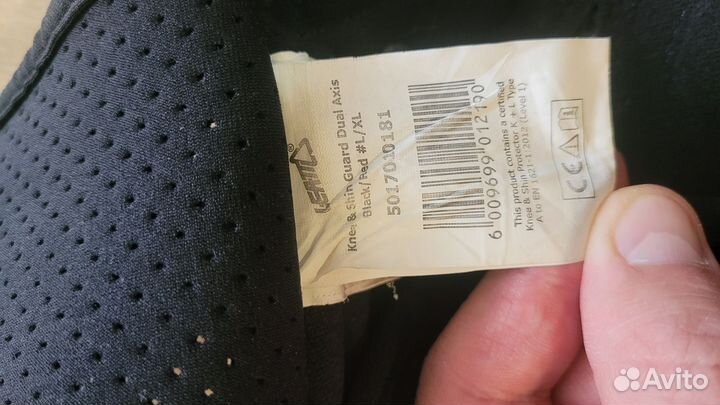 LEATT
Knee & Shin Guard Dual Axis
Black/Red #L/XL
5017010181
6 009699 012190
This product contains a certified
Knee & Shin Protector K + L Type
A to EN 1621-1:2012 (Level 1)
CE
Avito